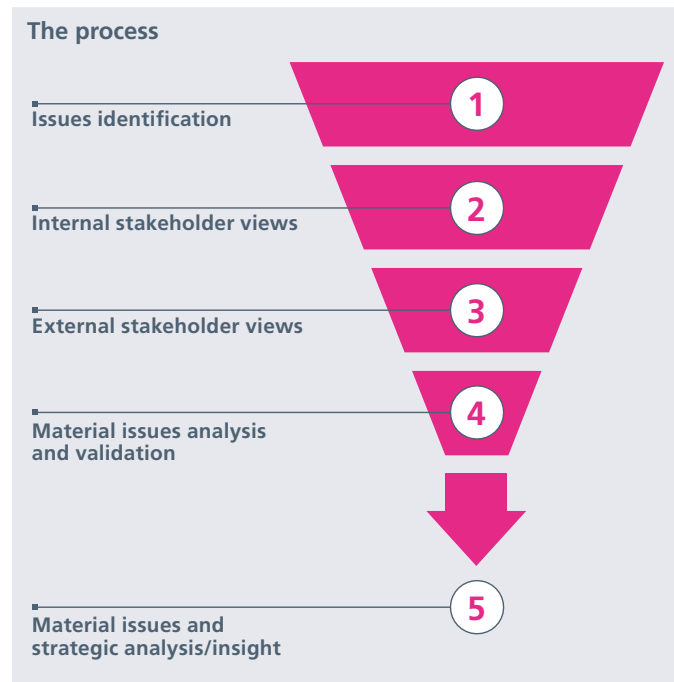 The process
1
Issues identification
2
Internal stakeholder views
3
External stakeholder views
4
Material issues analysis
and validation
5
Material issues and
strategic analysis/insight